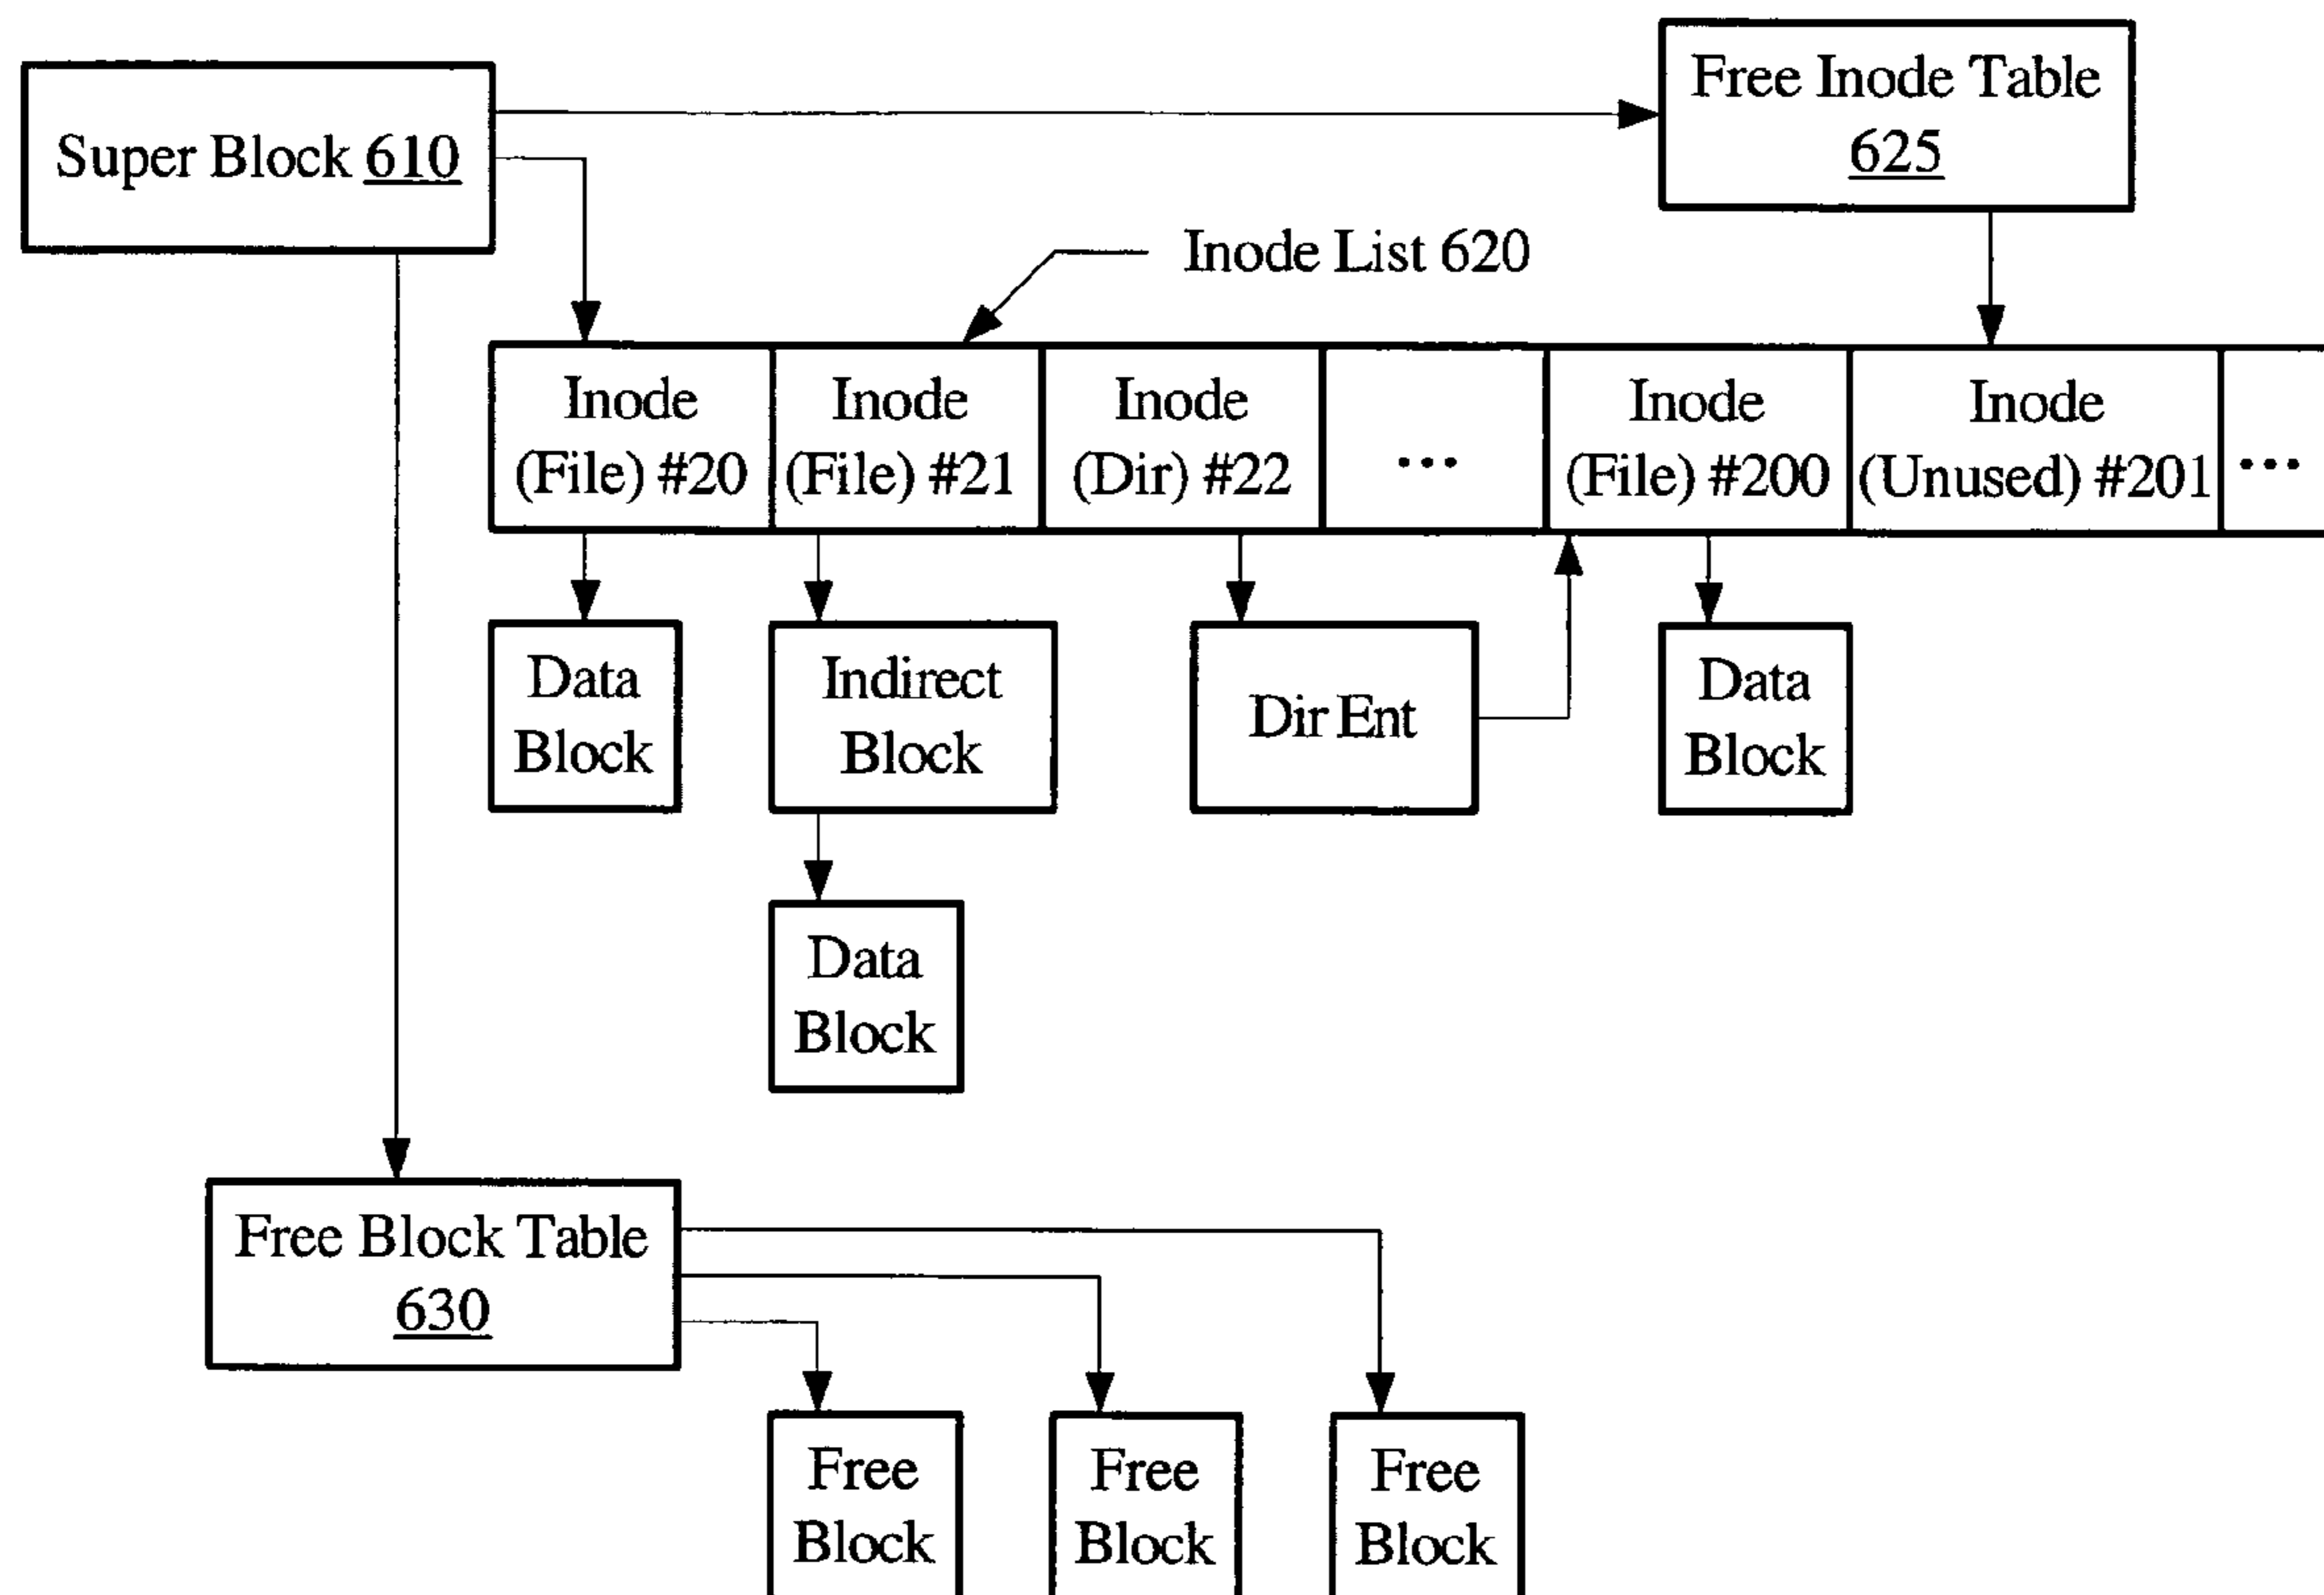 Free Inode Table
625
Super Block 610
Inode List 620
Inode
(File) #20
Inode
(File) #21
Inode
(Dir) #22
...
Inode
(File) #200
Inode
(Unused) #201
...
Data
Block
Indirect
Block
Dir Ent
Data
Block
Data
Block
Free Block Table
630
Free
Block
Free
Block
Free
Block